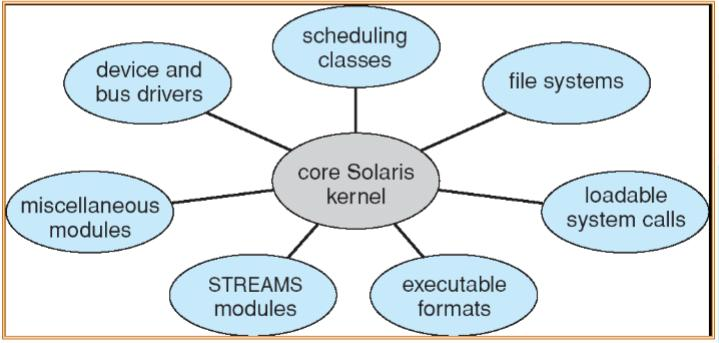 scheduling
classes
device and
bus drivers
file systems
core Solaris
kernel
miscellaneous
modules
loadable
system calls
STREAMS
modules
executable
formats